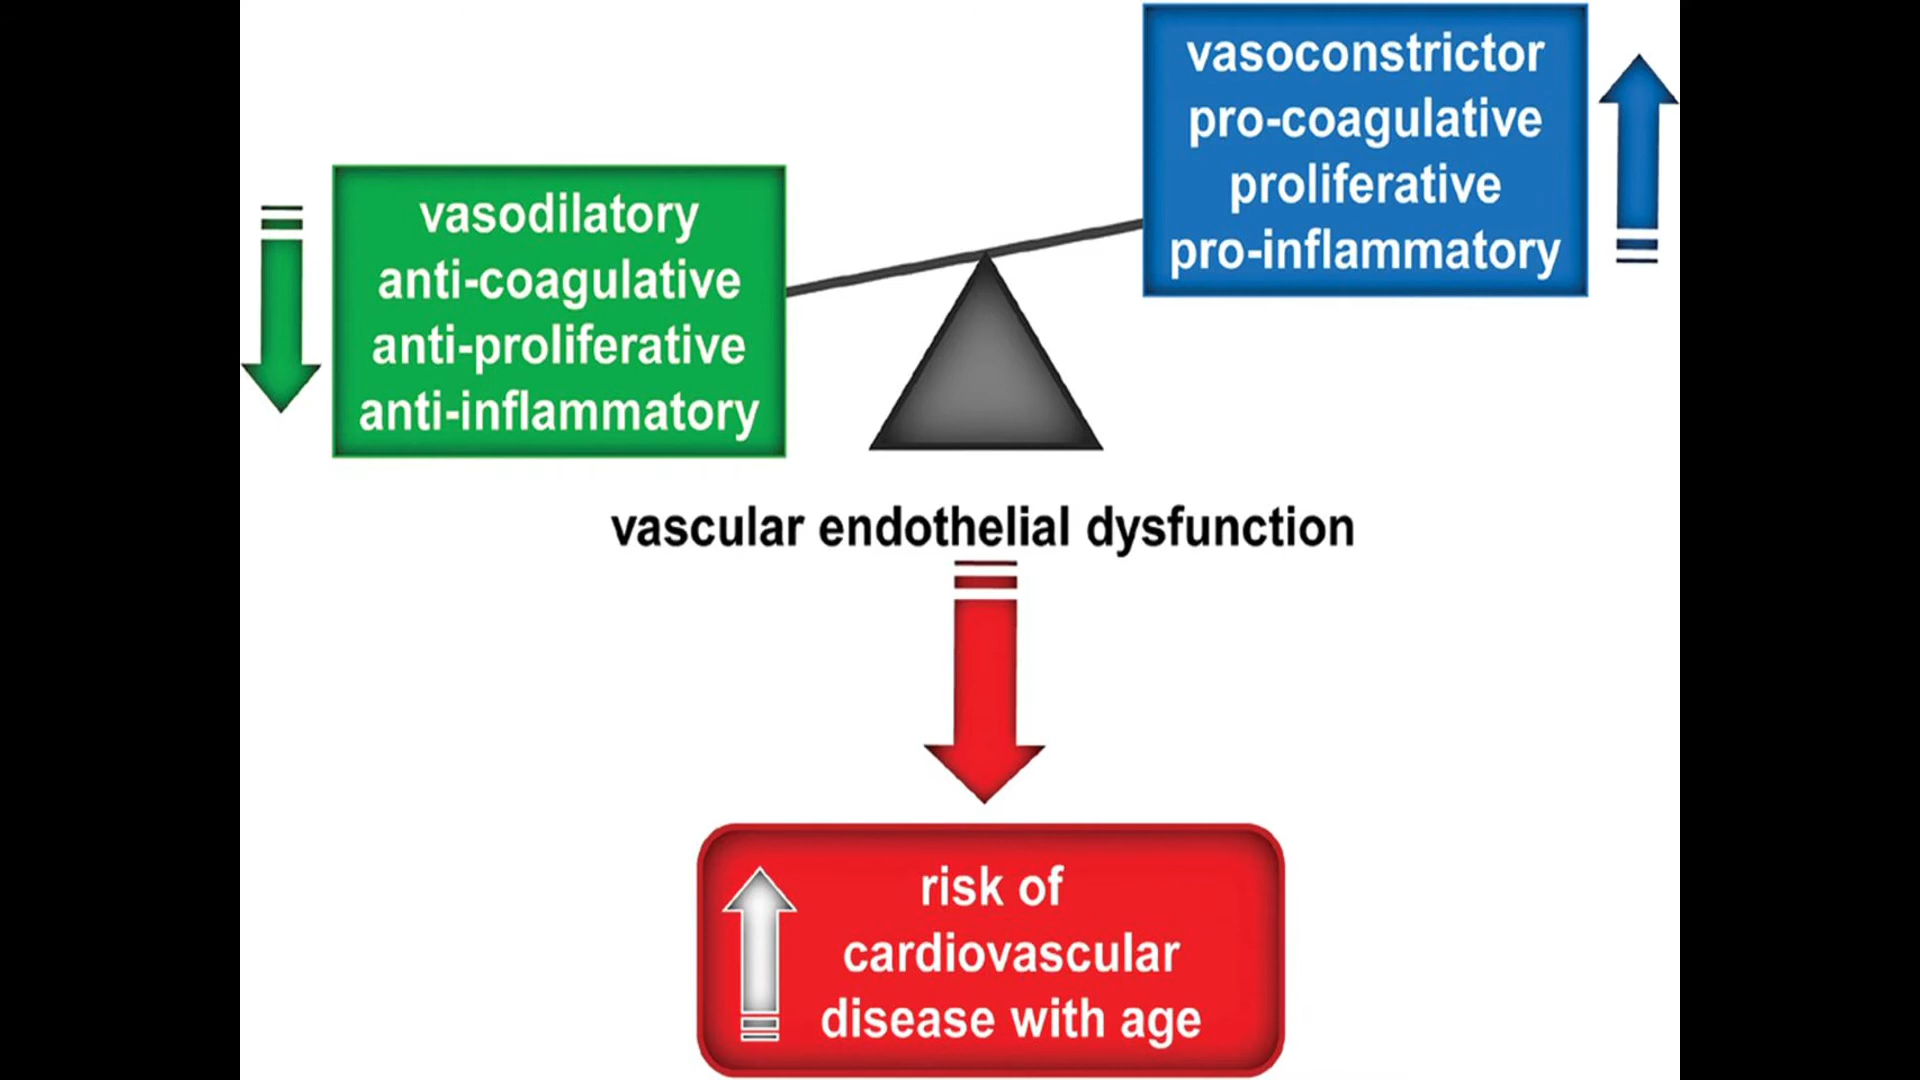 vasodilatory
anti-coagulative
anti-proliferative
anti-inflammatory
vasoconstrictor
pro-coagulative
proliferative
pro-inflammatory
vascular endothelial dysfunction
risk of
cardiovascular
disease with age